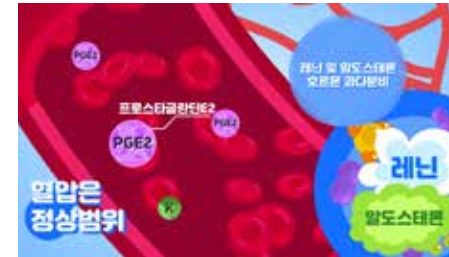 PGE2
레닌 및 알도스테론
호르몬 과다분비
프로스타글란딘E2
PGE2
PGE2
레닌
혈압은
정상범위
K
알도스테론